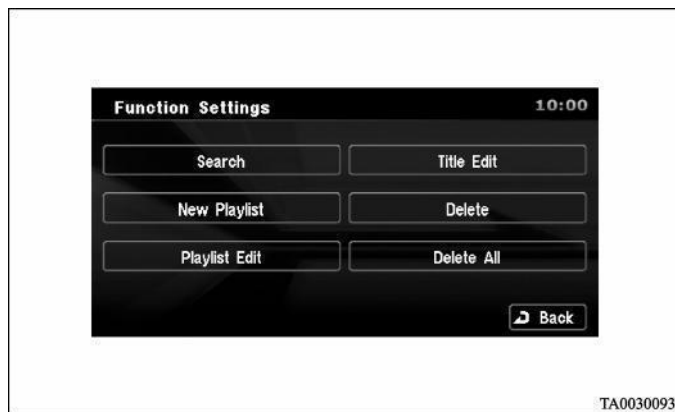 Function Settings 10:00
Search Title Edit
New Playlist Delete
Playlist Edit Delete All
Back
TA0030093